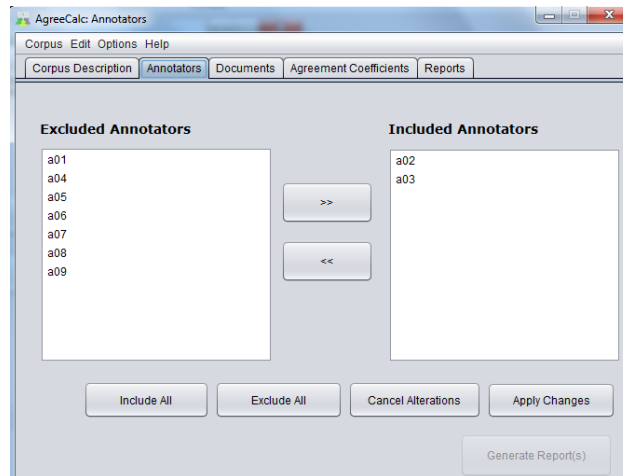 AgreeCalc: Annotators
Corpus Edit Options Help
Corpus Description Annotators Documents Agreement Coefficients Reports
Excluded Annotators
Included Annotators
a01
a04
a05
a06
a07
a08
a09
>>
<<
a02
a03
Include All Exclude All Cancel Alterations Apply Changes
Generate Report(s)